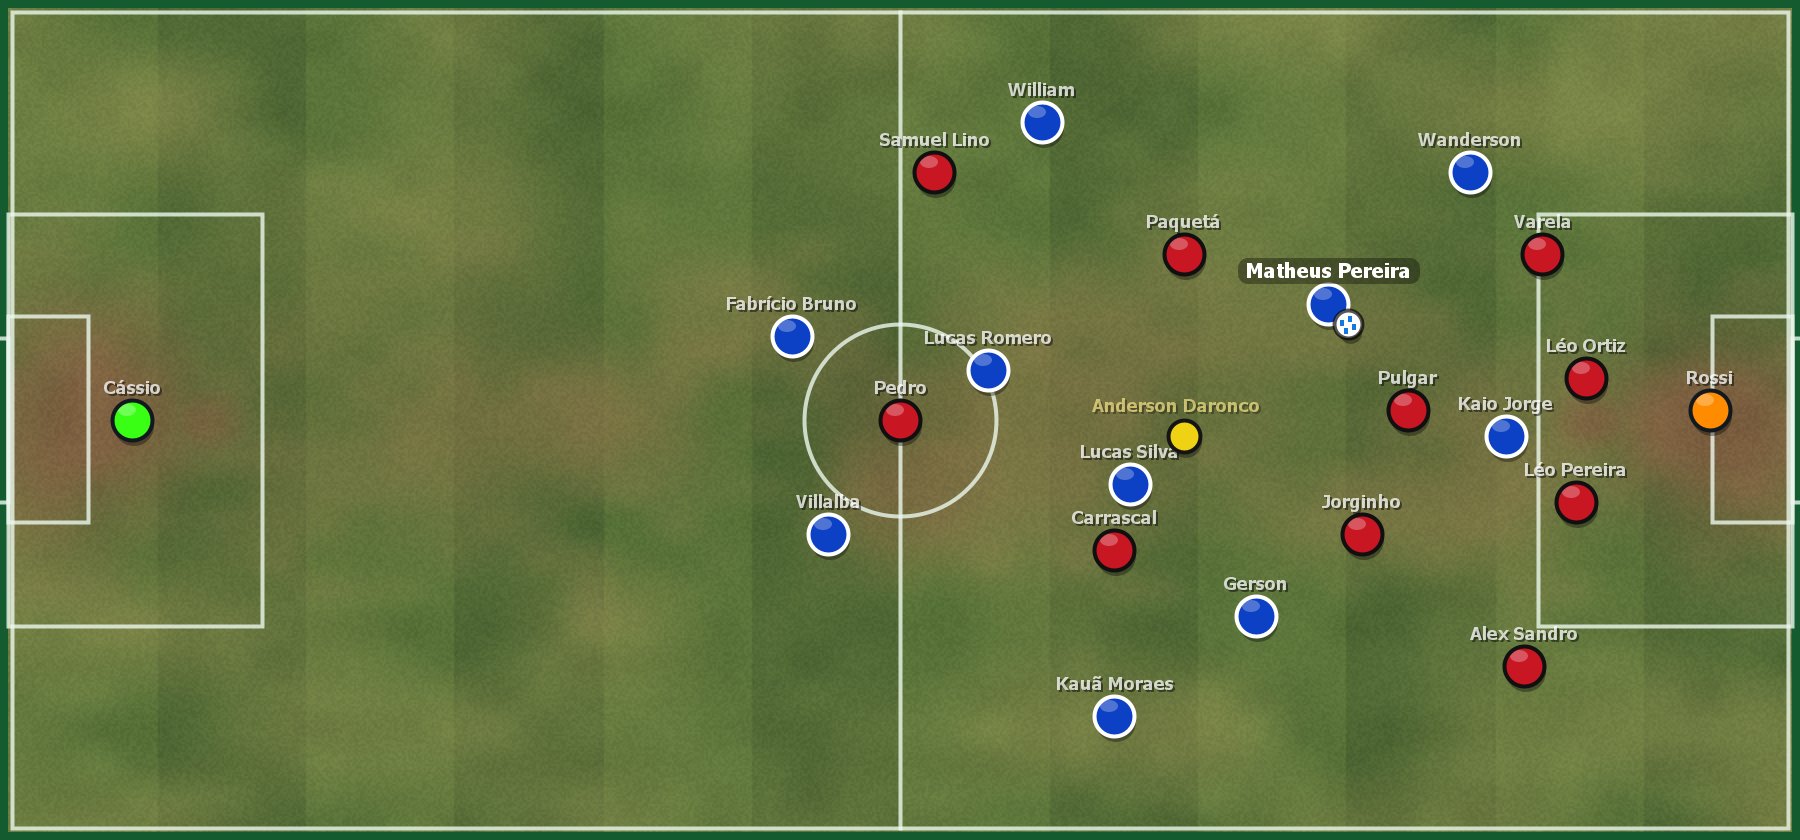 William
Samuel Lino
Wanderson
Paquetá
Varela
Matheus Pereira
Fabrício Bruno
Lucas Romero
Léo Ortiz
Cássio
Pedro
Pulgar
Rossi
Kaio Jorge
Anderson Daronco
Lucas Silva
Léo Pereira
Villalba
Jorginho
Carrascal
Gerson
Alex Sandro
Kauã Moraes